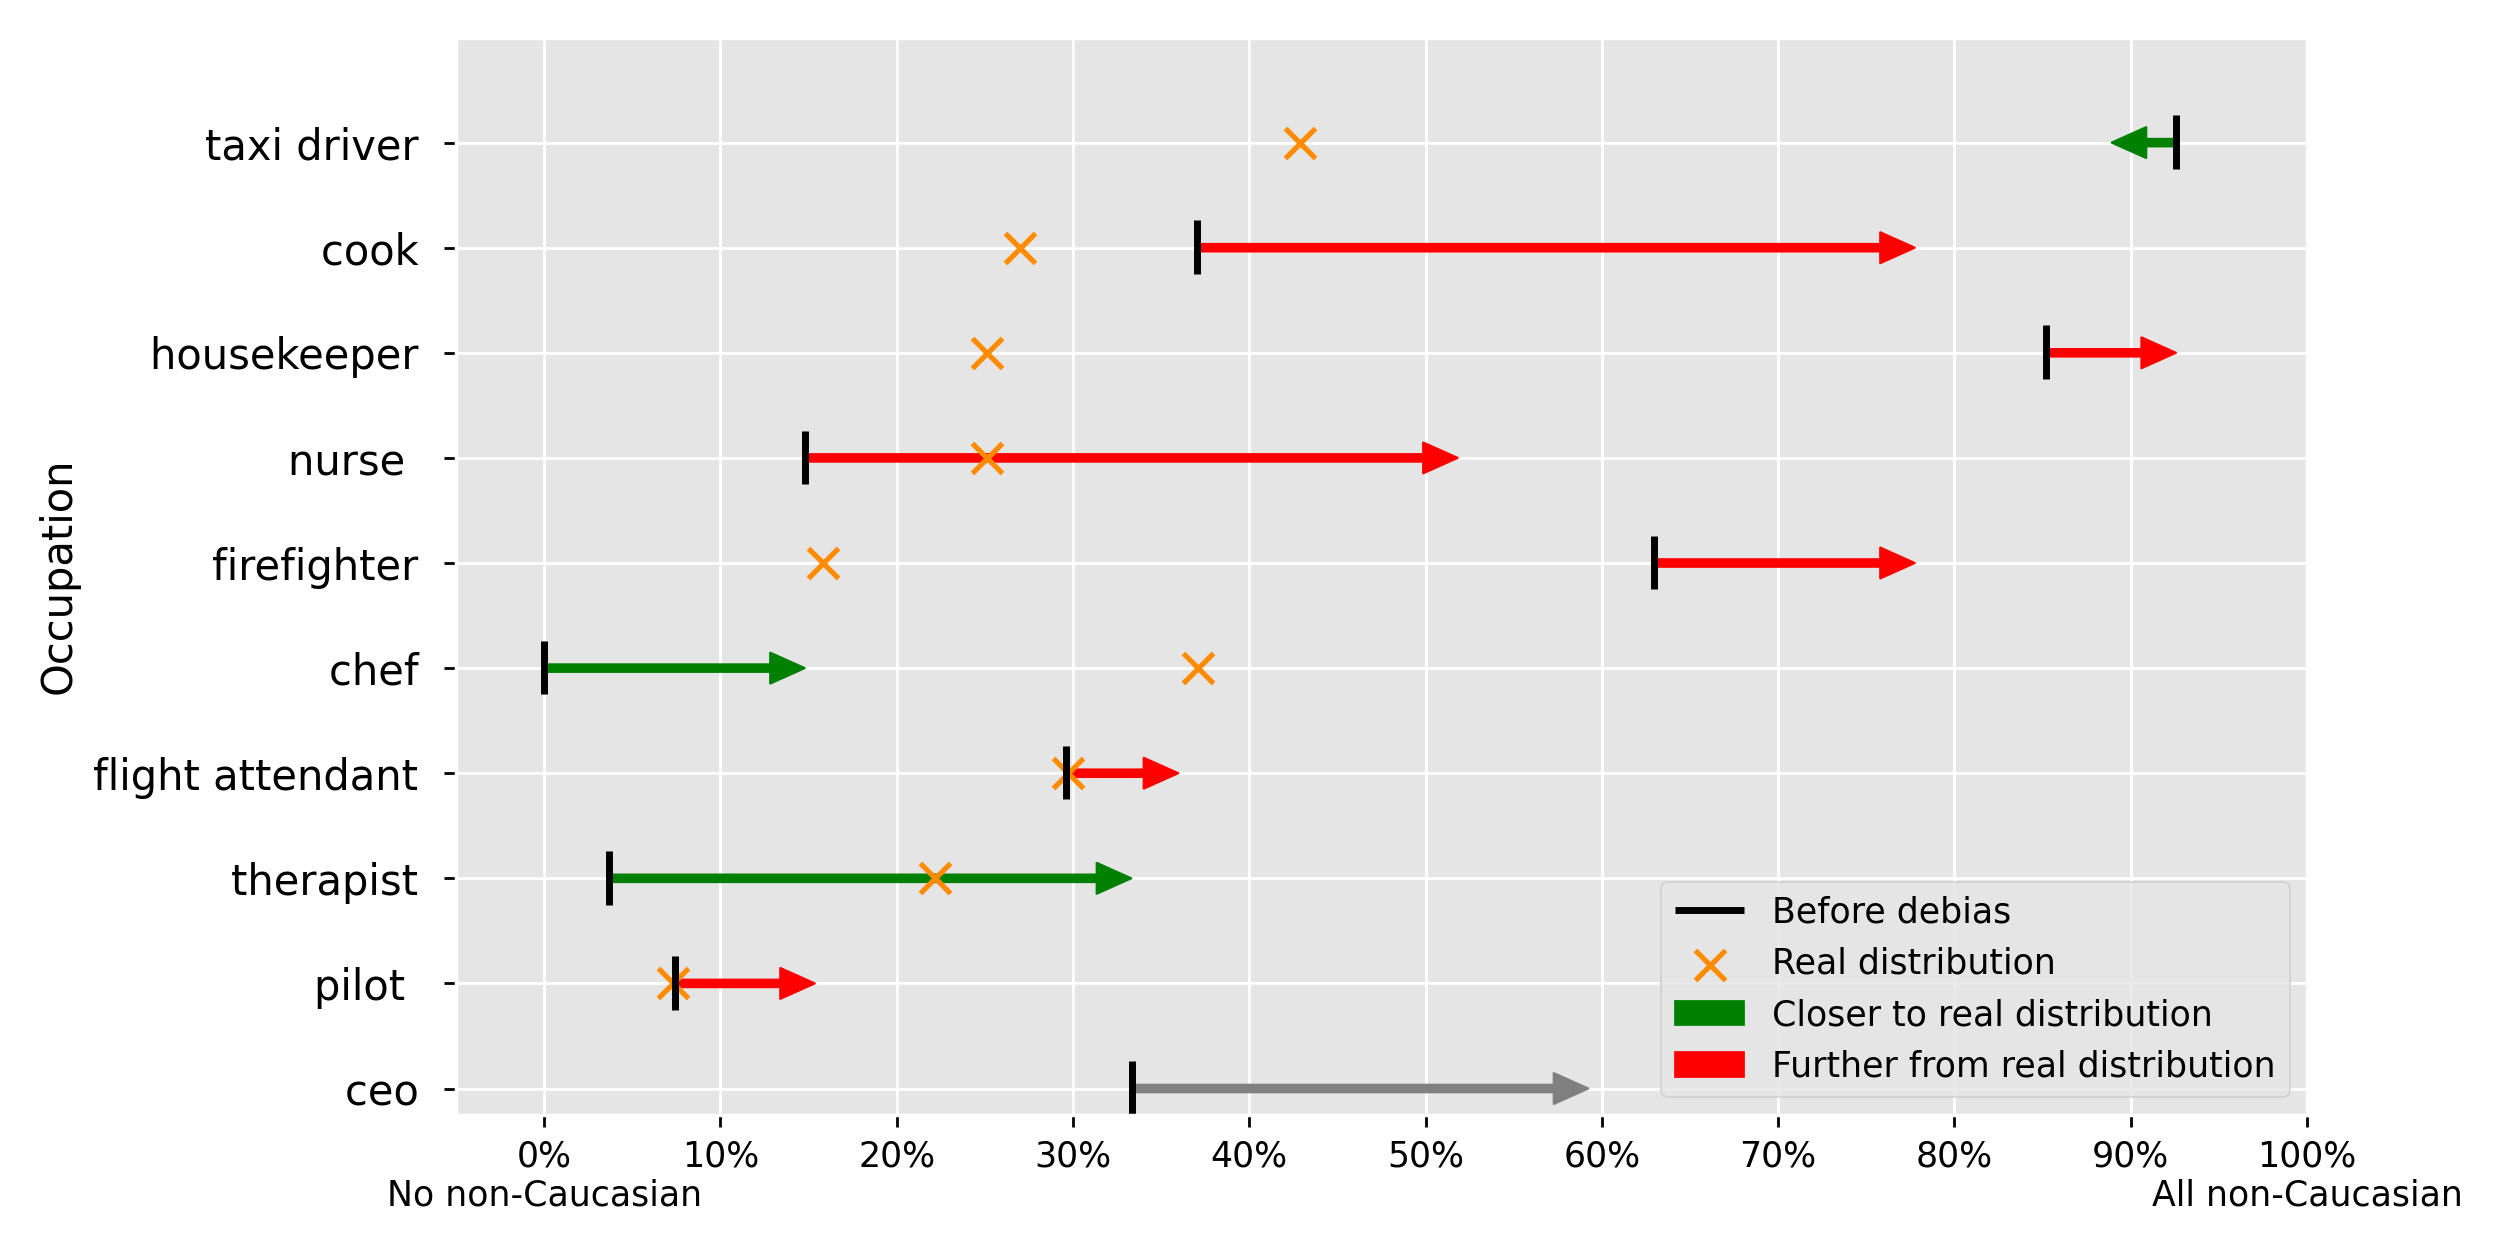 taxi driver
cook
housekeeper
nurse
firefighter
chef
flight attendant
therapist
pilot
ceo
Occupation
Before debias
Real distribution
Closer to real distribution
Further from real distribution
0% 10% 20% 30% 40% 50% 60% 70% 80% 90% 100%
No non-Caucasian All non-Caucasian